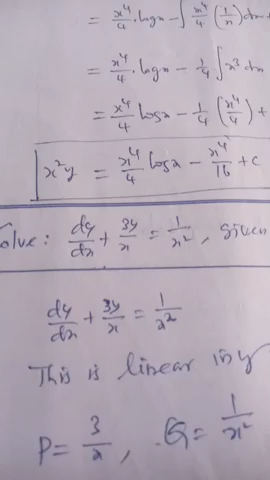 = x⁴/4 · log x - ∫ x⁴/4 (1/x) dx +
= x⁴/4 · log x - 1/4 ∫ x³ dx
= x⁴/4 log x - 1/4 (x⁴/4) +
x²y = x⁴/4 log x - x⁴/16 + c
olve: dy/dx + 3y/x = 1/x², given
dy/dx + 3y/x = 1/x²
This is linear in y
P = 3/x, Q = 1/x²